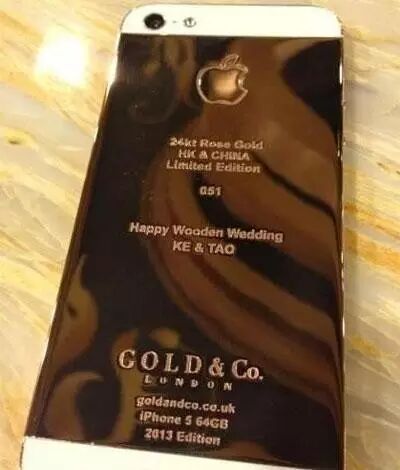 24kt Rose Gold
HK & CHINA
Limited Edition
051
Happy Wooden Wedding
KE & TAO
GOLD & Co.
LONDON
goldandco.co.uk
iPhone 5 64GB
2013 Edition